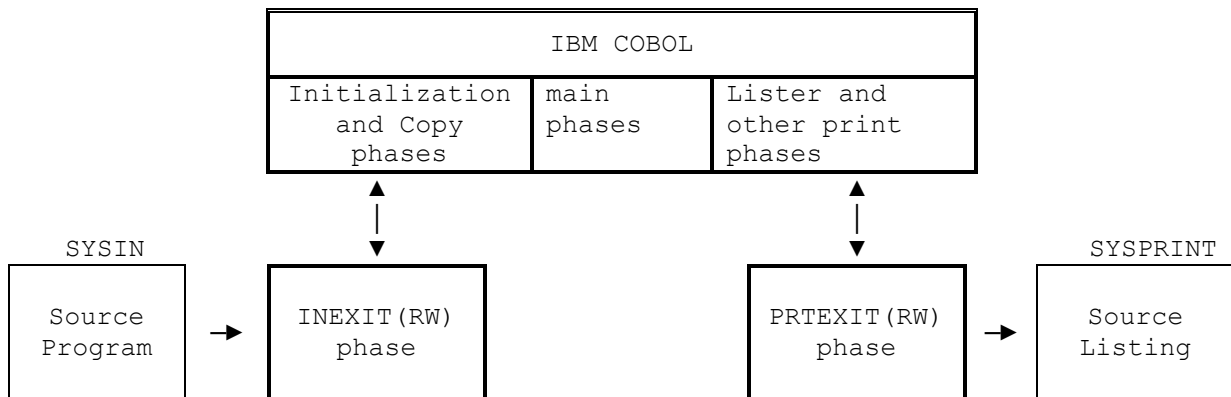 IBM COBOL
Initialization
and Copy
phases
main
phases
Lister and
other print
phases
SYSIN
SYSPRINT
Source
Program
INEXIT(RW)
phase
PRTEXIT(RW)
phase
Source
Listing